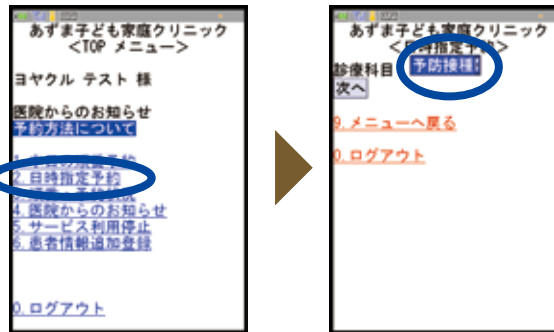 あずま子ども家庭クリニック
<TOP メニュー>
ヨヤクル テスト 様
医院からのお知らせ
予約方法について
2. 日時指定予約
4. 医院からのお知らせ
5. サービス利用停止
6. 患者情報追加登録
0. ログアウト
あずま子ども家庭クリニック
<日時指定予約>
診療科目 予防接種
次へ
9. メニューへ戻る
0. ログアウト